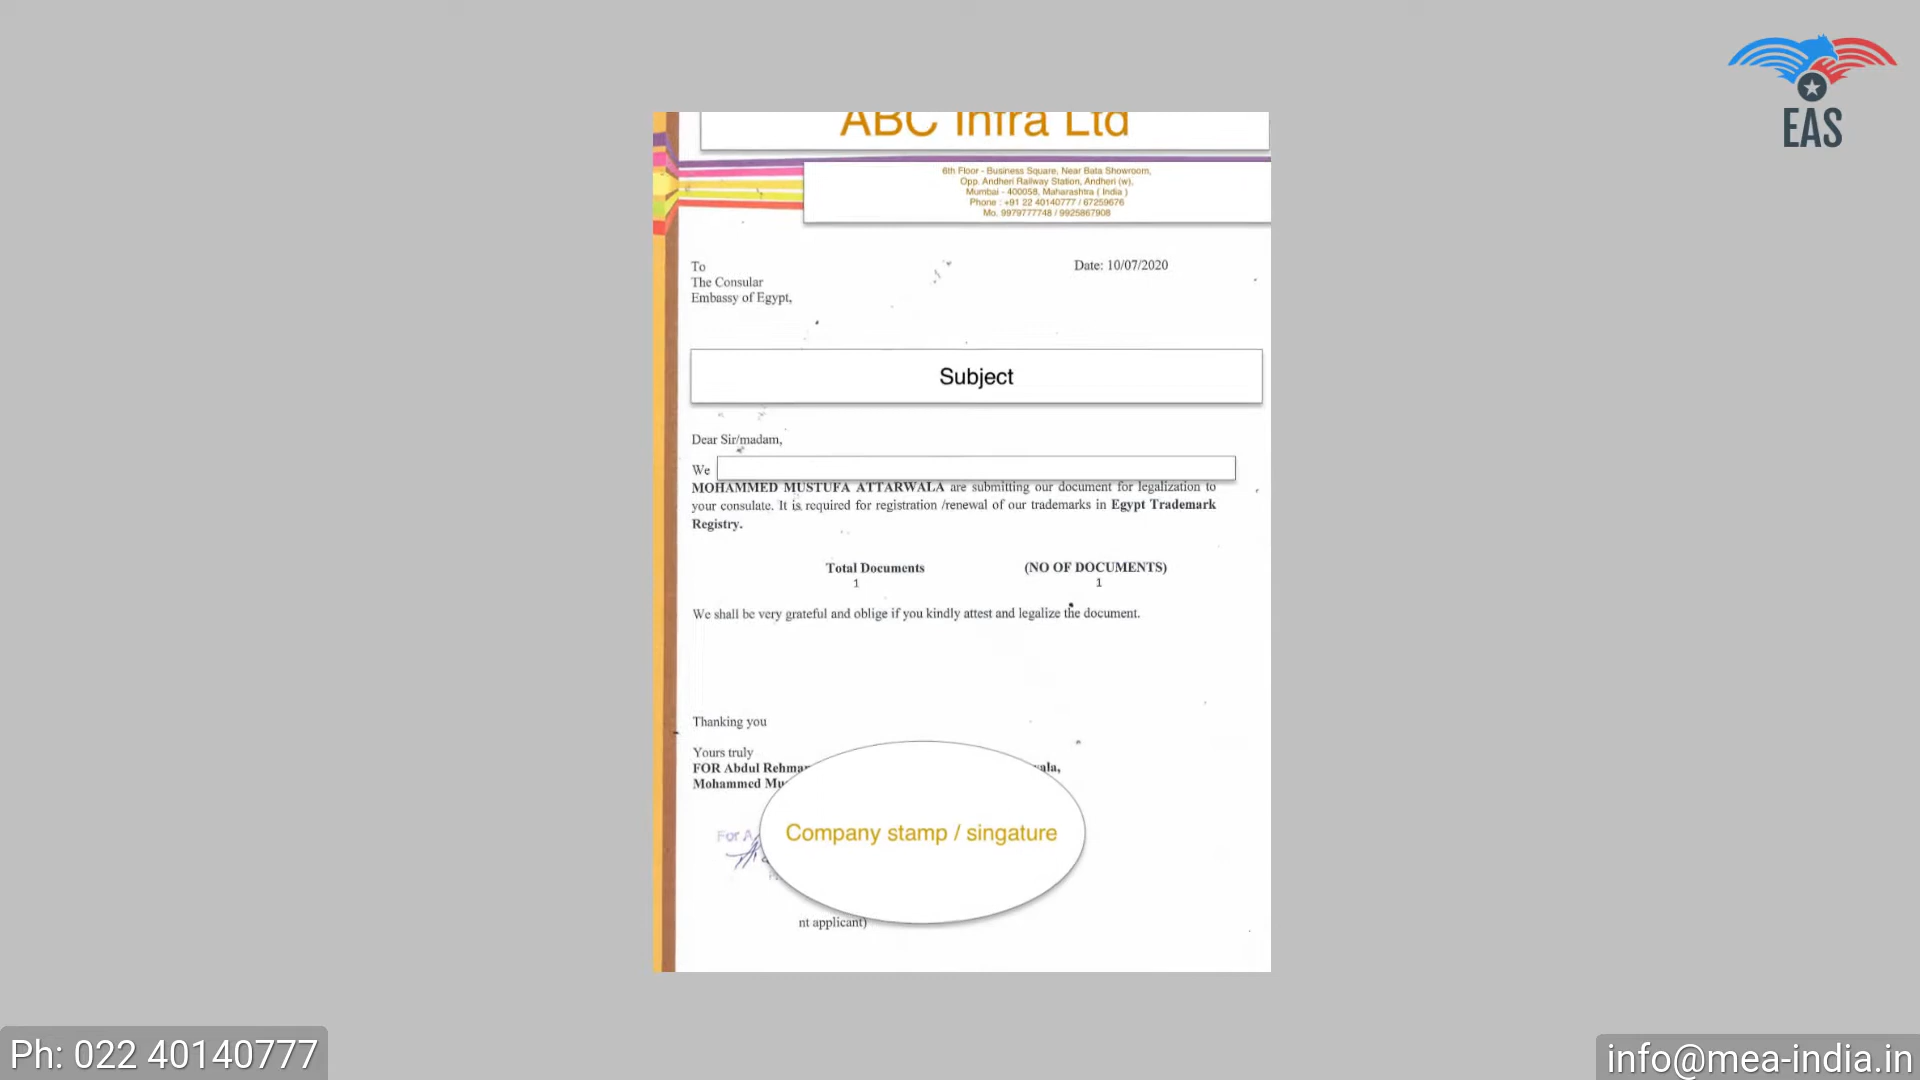 EAS
ABC Infra Ltd
6th Floor - Business Square, Near Bata Showroom,
Opp. Andheri Railway Station, Andheri (w),
Mumbai - 400058, Maharashtra ( India )
Phone : +91 22 40140777 / 67259676
Mo. 9979777748 / 9925867908
To
Date: 10/07/2020
The Consular
Embassy of Egypt,
Subject
Dear Sir/madam,
We
MOHAMMED MUSTUFA ATTARWALA are submitting our document for legalization to
your consulate. It is required for registration /renewal of our trademarks in Egypt Trademark
Registry.
Total Documents (NO OF DOCUMENTS)
1 1
We shall be very grateful and oblige if you kindly attest and legalize the document.
Thanking you
Yours truly
FOR Abdul
Mohammed
For A
Company stamp / singature
nt applicant)
Ph: 022 40140777
info@mea-india.in